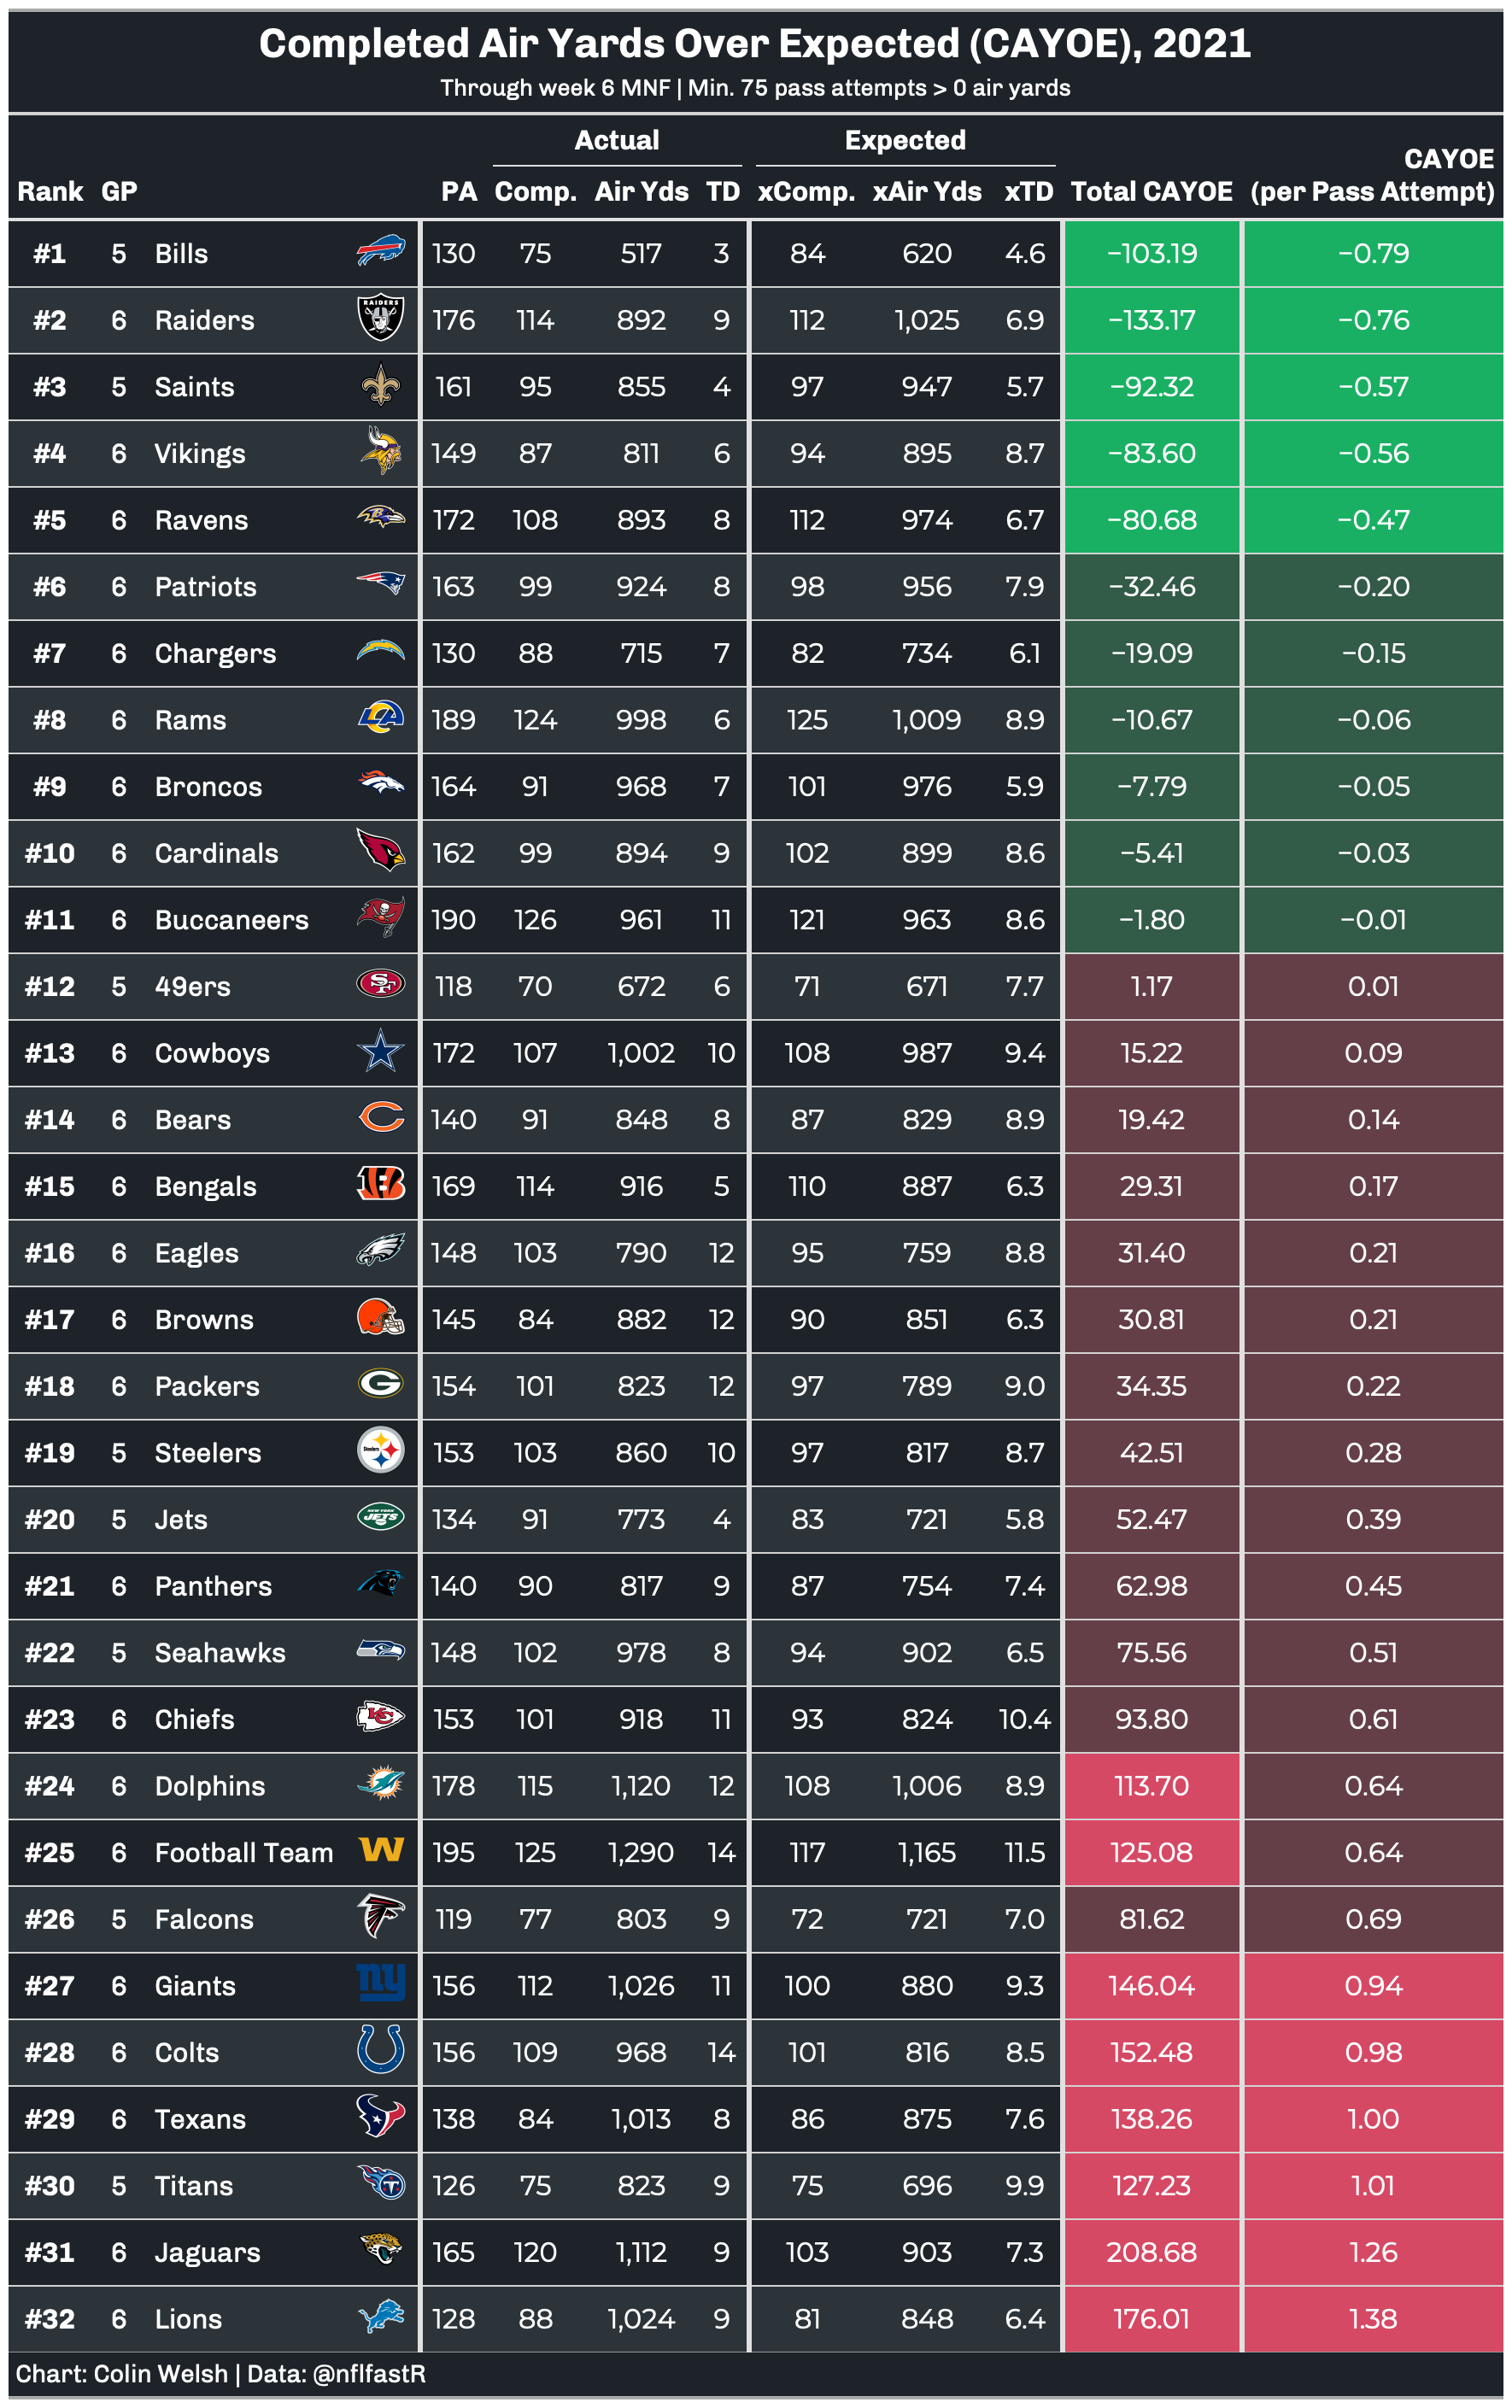 Completed Air Yards Over Expected (CAYOE), 2021
Through week 6 MNF | Min. 75 pass attempts > 0 air yards
Actual Expected CAYOE
Rank GP PA Comp. Air Yds TD xComp. xAir Yds xTD Total CAYOE (per Pass Attempt)
#1 5 Bills 130 75 517 3 84 620 4.6 −103.19 −0.79
#2 6 Raiders RAIDERS 176 114 892 9 112 1,025 6.9 −133.17 −0.76
#3 5 Saints 161 95 855 4 97 947 5.7 −92.32 −0.57
#4 6 Vikings 149 87 811 6 94 895 8.7 −83.60 −0.56
#5 6 Ravens B 172 108 893 8 112 974 6.7 −80.68 −0.47
#6 6 Patriots 163 99 924 8 98 956 7.9 −32.46 −0.20
#7 6 Chargers 130 88 715 7 82 734 6.1 −19.09 −0.15
#8 6 Rams LA 189 124 998 6 125 1,009 8.9 −10.67 −0.06
#9 6 Broncos 164 91 968 7 101 976 5.9 −7.79 −0.05
#10 6 Cardinals 162 99 894 9 102 899 8.6 −5.41 −0.03
#11 6 Buccaneers 190 126 961 11 121 963 8.6 −1.80 −0.01
#12 5 49ers SF 118 70 672 6 71 671 7.7 1.17 0.01
#13 6 Cowboys 172 107 1,002 10 108 987 9.4 15.22 0.09
#14 6 Bears C 140 91 848 8 87 829 8.9 19.42 0.14
#15 6 Bengals B 169 114 916 5 110 887 6.3 29.31 0.17
#16 6 Eagles 148 103 790 12 95 759 8.8 31.40 0.21
#17 6 Browns 145 84 882 12 90 851 6.3 30.81 0.21
#18 6 Packers G 154 101 823 12 97 789 9.0 34.35 0.22
#19 5 Steelers Steelers 153 103 860 10 97 817 8.7 42.51 0.28
#20 5 Jets NEW YORK JETS 134 91 773 4 83 721 5.8 52.47 0.39
#21 6 Panthers 140 90 817 9 87 754 7.4 62.98 0.45
#22 5 Seahawks 148 102 978 8 94 902 6.5 75.56 0.51
#23 6 Chiefs KC 153 101 918 11 93 824 10.4 93.80 0.61
#24 6 Dolphins 178 115 1,120 12 108 1,006 8.9 113.70 0.64
#25 6 Football Team W 195 125 1,290 14 117 1,165 11.5 125.08 0.64
#26 5 Falcons 119 77 803 9 72 721 7.0 81.62 0.69
#27 6 Giants ny 156 112 1,026 11 100 880 9.3 146.04 0.94
#28 6 Colts 156 109 968 14 101 816 8.5 152.48 0.98
#29 6 Texans 138 84 1,013 8 86 875 7.6 138.26 1.00
#30 5 Titans T 126 75 823 9 75 696 9.9 127.23 1.01
#31 6 Jaguars 165 120 1,112 9 103 903 7.3 208.68 1.26
#32 6 Lions 128 88 1,024 9 81 848 6.4 176.01 1.38
Chart: Colin Welsh | Data: @nflfastR